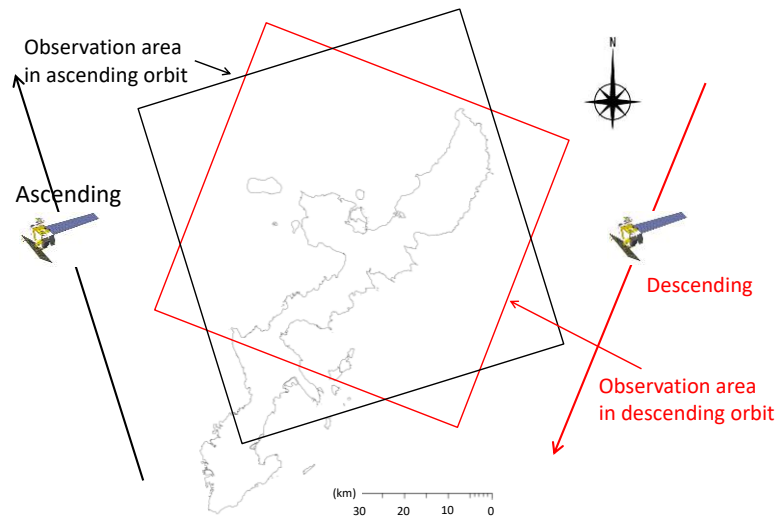 Observation area
in ascending orbit
N
Ascending
Descending
Observation area
in descending orbit
(km)
30 20 10 0